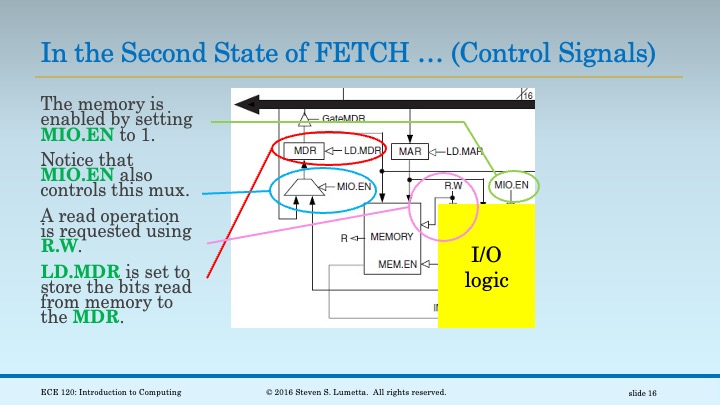 In the Second State of FETCH … (Control Signals)
The memory is
enabled by setting
MIO.EN to 1.
Notice that
MIO.EN also
controls this mux.
A read operation
is requested using
R.W.
LD.MDR is set to
store the bits read
from memory to
the MDR.
16
GateMDR
MDR
LD.MDR
MAR
LD.MAR
MIO.EN
R.W
MIO.EN
R
MEMORY
MEM.EN
I/O
logic
ECE 120: Introduction to Computing
© 2016 Steven S. Lumetta. All rights reserved.
slide 16